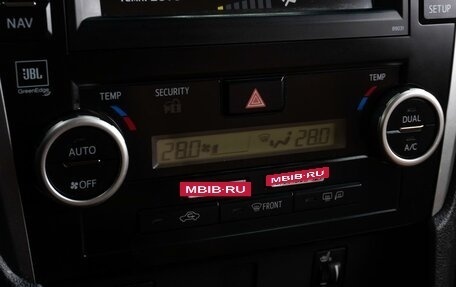 NAV
SETUP
89031
JBL
GreenEdge
TEMP
SECURITY
TEMP
AUTO
OFF
28.0
28.0
DUAL
A/C
MBIB-RU
MBIB-RU
FRONT